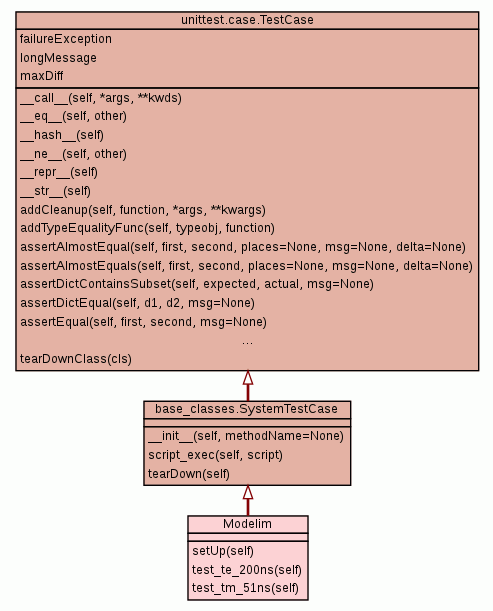 unittest.case.TestCase
failureException
longMessage
maxDiff
__call__(self, *args, **kwds)
__eq__(self, other)
__hash__(self)
__ne__(self, other)
__repr__(self)
__str__(self)
addCleanup(self, function, *args, **kwargs)
addTypeEqualityFunc(self, typeobj, function)
assertAlmostEqual(self, first, second, places=None, msg=None, delta=None)
assertAlmostEquals(self, first, second, places=None, msg=None, delta=None)
assertDictContainsSubset(self, expected, actual, msg=None)
assertDictEqual(self, d1, d2, msg=None)
assertEqual(self, first, second, msg=None)
...
tearDownClass(cls)
base_classes.SystemTestCase
__init__(self, methodName=None)
script_exec(self, script)
tearDown(self)
Modelim
setUp(self)
test_te_200ns(self)
test_tm_51ns(self)